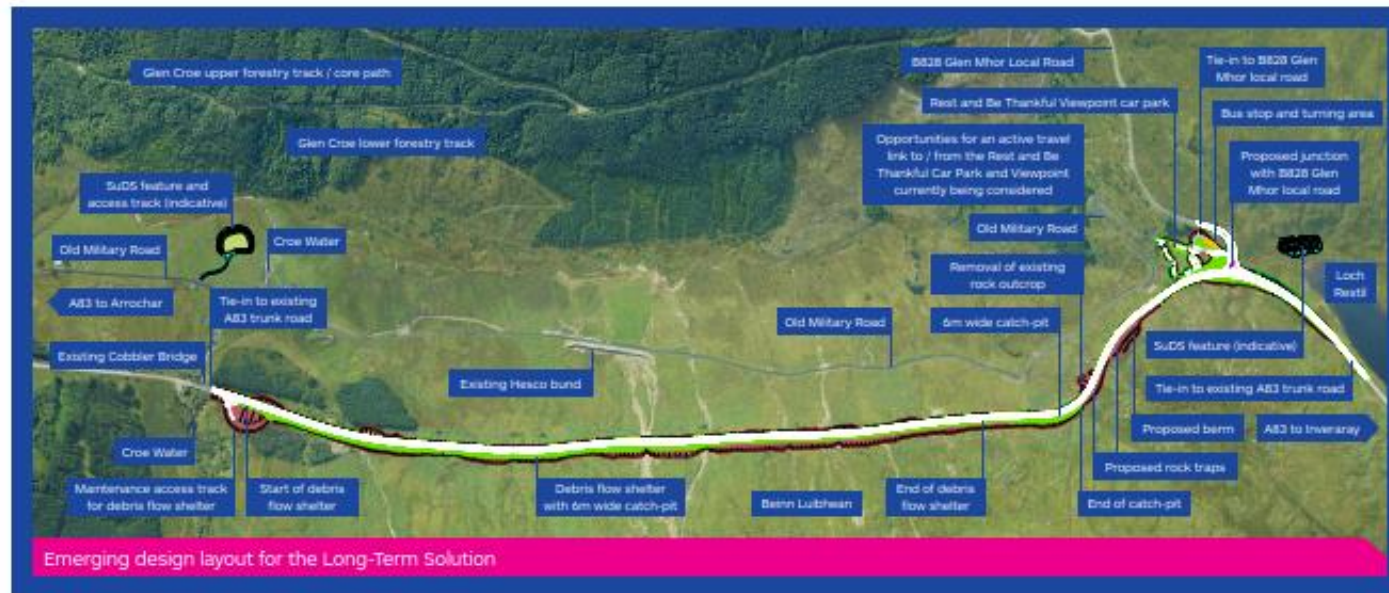 Glen Croe upper forestry track / core path
Glen Croe lower forestry track
SuDS feature and
access track (indicative)
Old Military Road
Croe Water
A83 to Arrochar
Tie-in to existing
A83 trunk road
Existing Cobbler Bridge
Croe Water
Maintenance access track
for debris flow shelter
Start of debris
flow shelter
Existing Hesco bund
Debris flow shelter
with 6m wide catch-pit
Beinn Luibhean
End of debris
flow shelter
Old Military Road
B828 Glen Mhor Local Road
Rest and Be Thankful Viewpoint car park
Opportunities for an active travel
link to / from the Rest and Be
Thankful Car Park and Viewpoint
currently being considered
Old Military Road
Removal of existing
rock outcrop
6m wide catch-pit
Tie-in to B828 Glen
Mhor local road
Bus stop and turning area
Proposed junction
with B828 Glen
Mhor local road
Loch
Restil
SuDS feature (indicative)
Tie-in to existing A83 trunk road
Proposed berm
A83 to Inveraray
Proposed rock traps
End of catch-pit
Emerging design layout for the Long-Term Solution